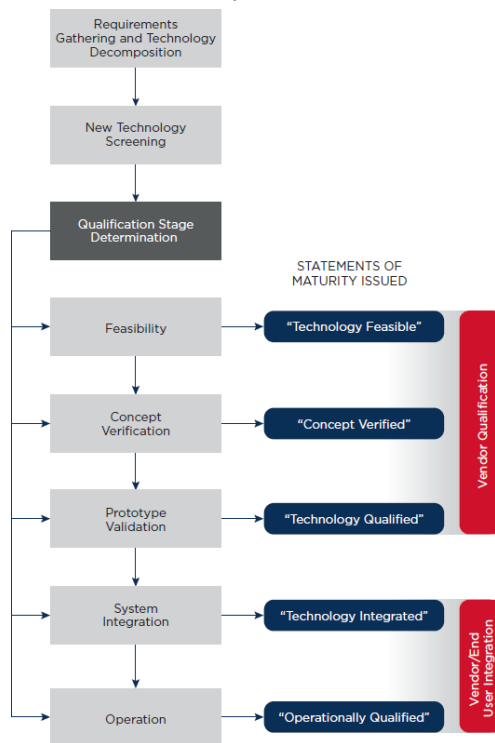 Requirements
Gathering and Technology
Decomposition
New Technology
Screening
Qualification Stage
Determination
STATEMENTS OF
MATURITY ISSUED
Feasibility
“Technology Feasible”
Concept
Verification
“Concept Verified”
Vendor Qualification
Prototype
Validation
“Technology Qualified”
System
Integration
“Technology Integrated”
Vendor/End
User Integration
Operation
“Operationally Qualified”